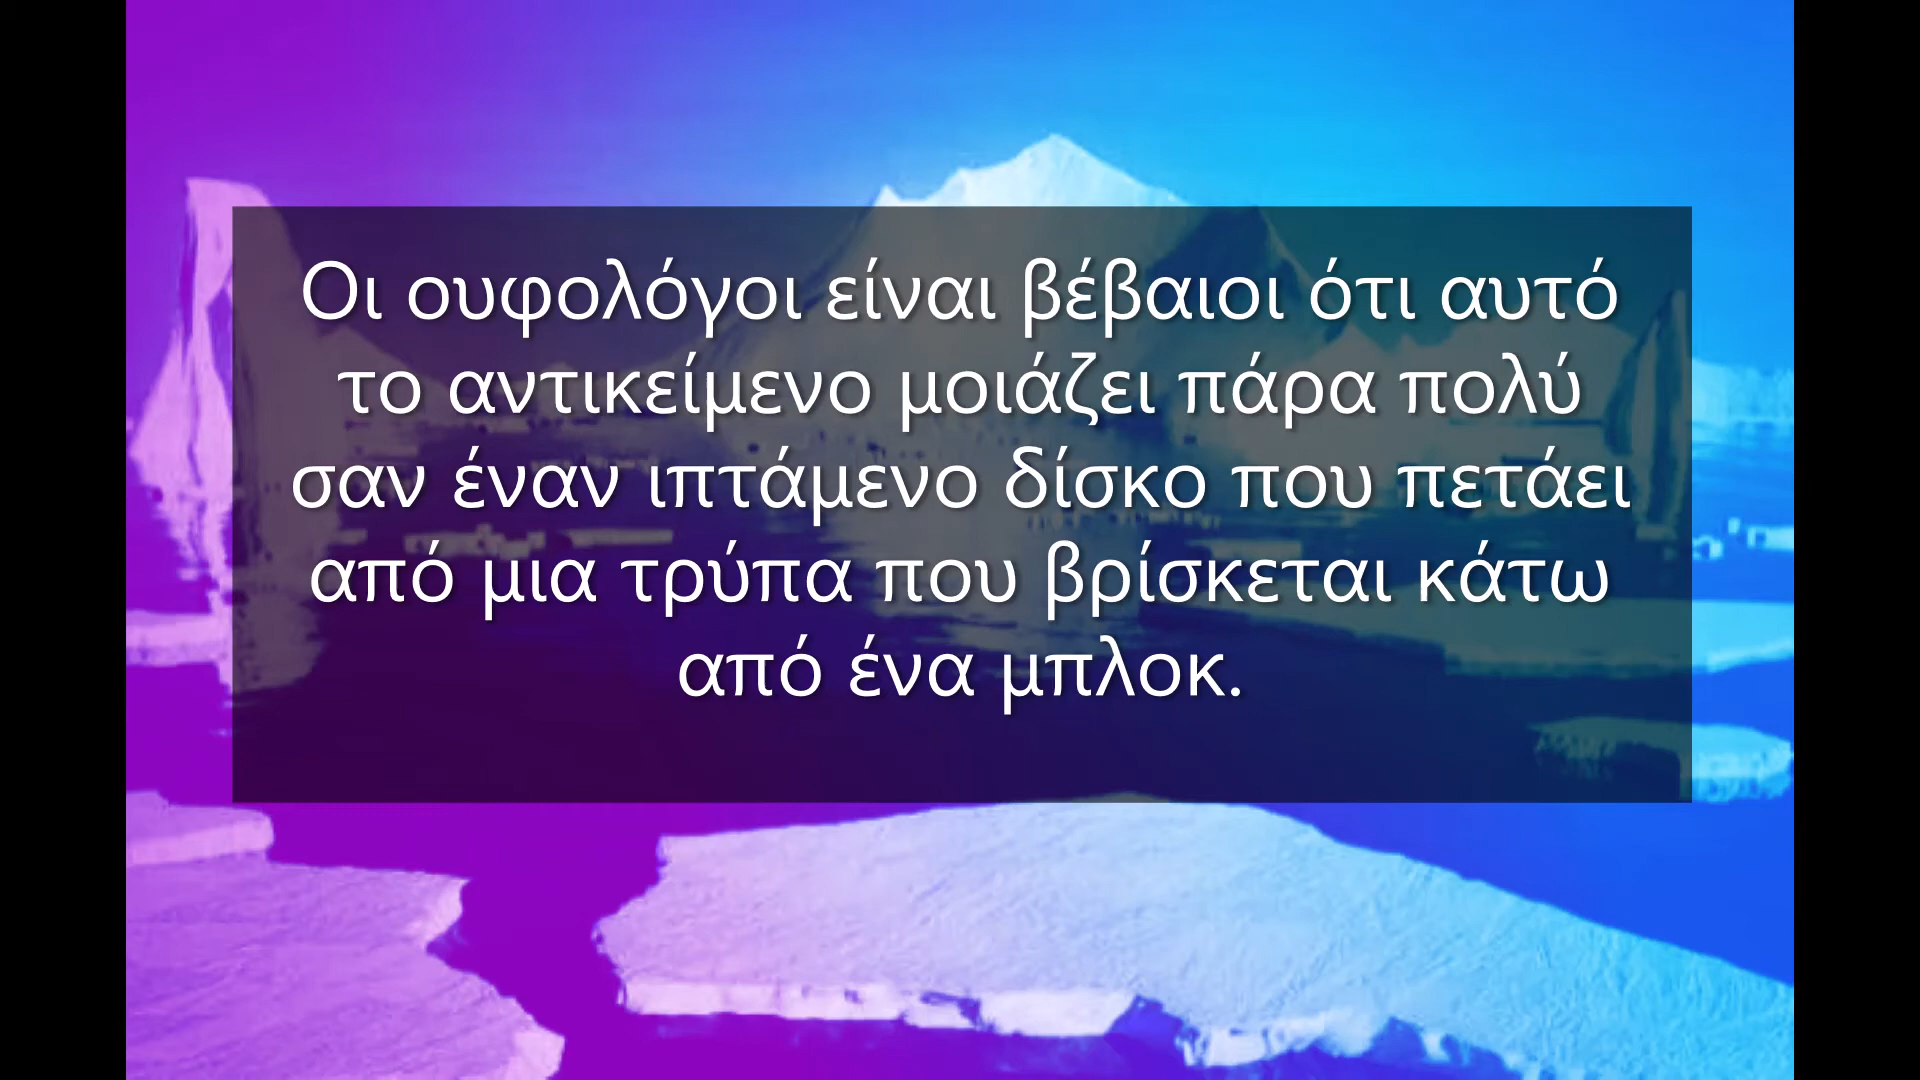 Οι ουφολόγοι είναι βέβαιοι ότι αυτό
το αντικείμενο μοιάζει πάρα πολύ
σαν έναν ιπτάμενο δίσκο που πετάει
από μια τρύπα που βρίσκεται κάτω
από ένα μπλοκ.